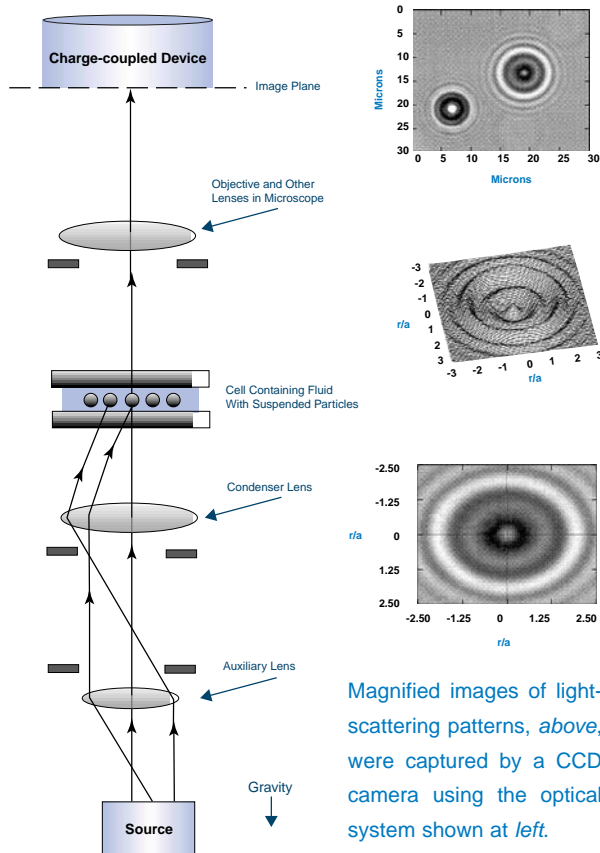 Charge-coupled Device
Image Plane
Objective and Other
Lenses in Microscope
Cell Containing Fluid
With Suspended Particles
Condenser Lens
Auxiliary Lens
Gravity
Source
0
5
10
15
20
25
30
Microns
0 5 10 15 20 25 30
Microns
-3
-2
-1
0
1
2
3
r/a
-3 -2 -1 0 1 2 3
r/a
-2.50
-1.25
0
1.25
2.50
r/a
-2.50 -1.25 0 1.25 2.50
r/a
Magnified images of light-
scattering patterns, above,
were captured by a CCD
camera using the optical
system shown at left.